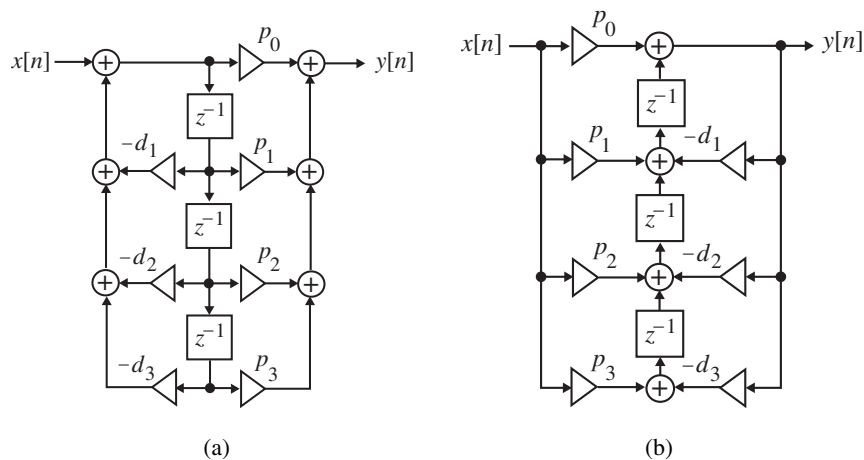 x[n] p₀ y[n]
z⁻¹
−d₁ p₁
z⁻¹
−d₂ p₂
z⁻¹
−d₃ p₃
(a)
x[n] p₀ y[n]
z⁻¹
p₁ −d₁
z⁻¹
p₂ −d₂
z⁻¹
p₃ −d₃
(b)